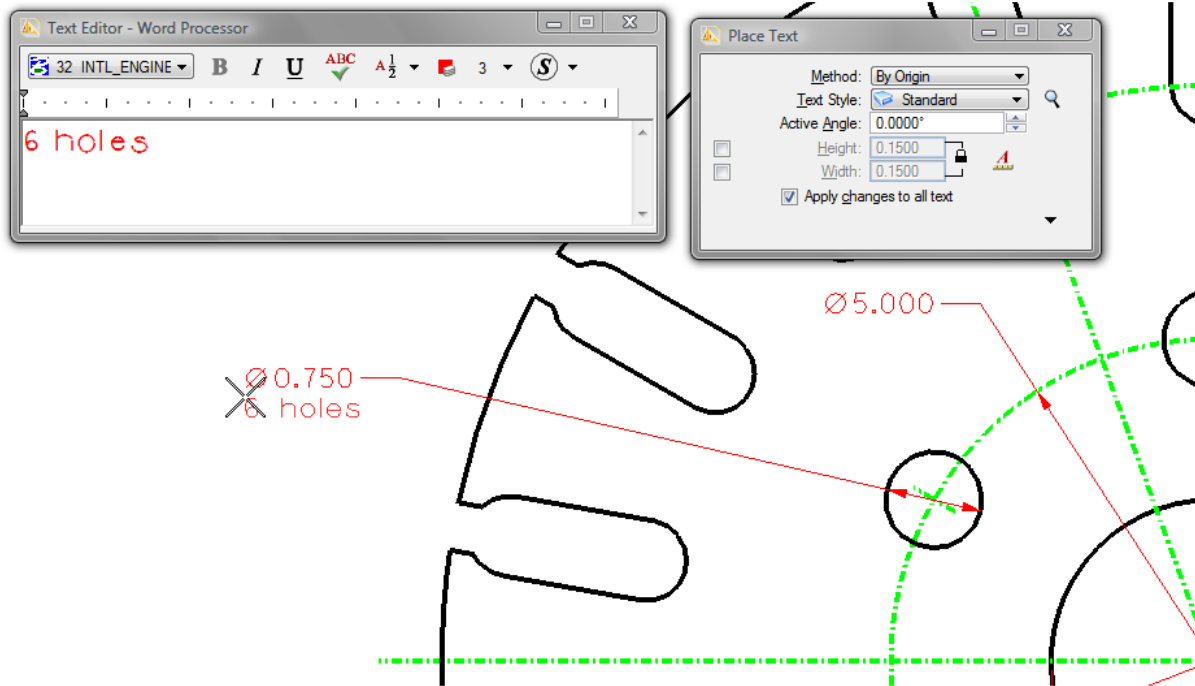 Text Editor - Word Processor
32 INTL_ENGINE
B I U ABC A½ 3 S
6 holes
Place Text
Method: By Origin
Text Style: Standard
Active Angle: 0.0000°
Height: 0.1500
Width: 0.1500
A
Apply changes to all text
Ø5.000
Ø0.750
6 holes